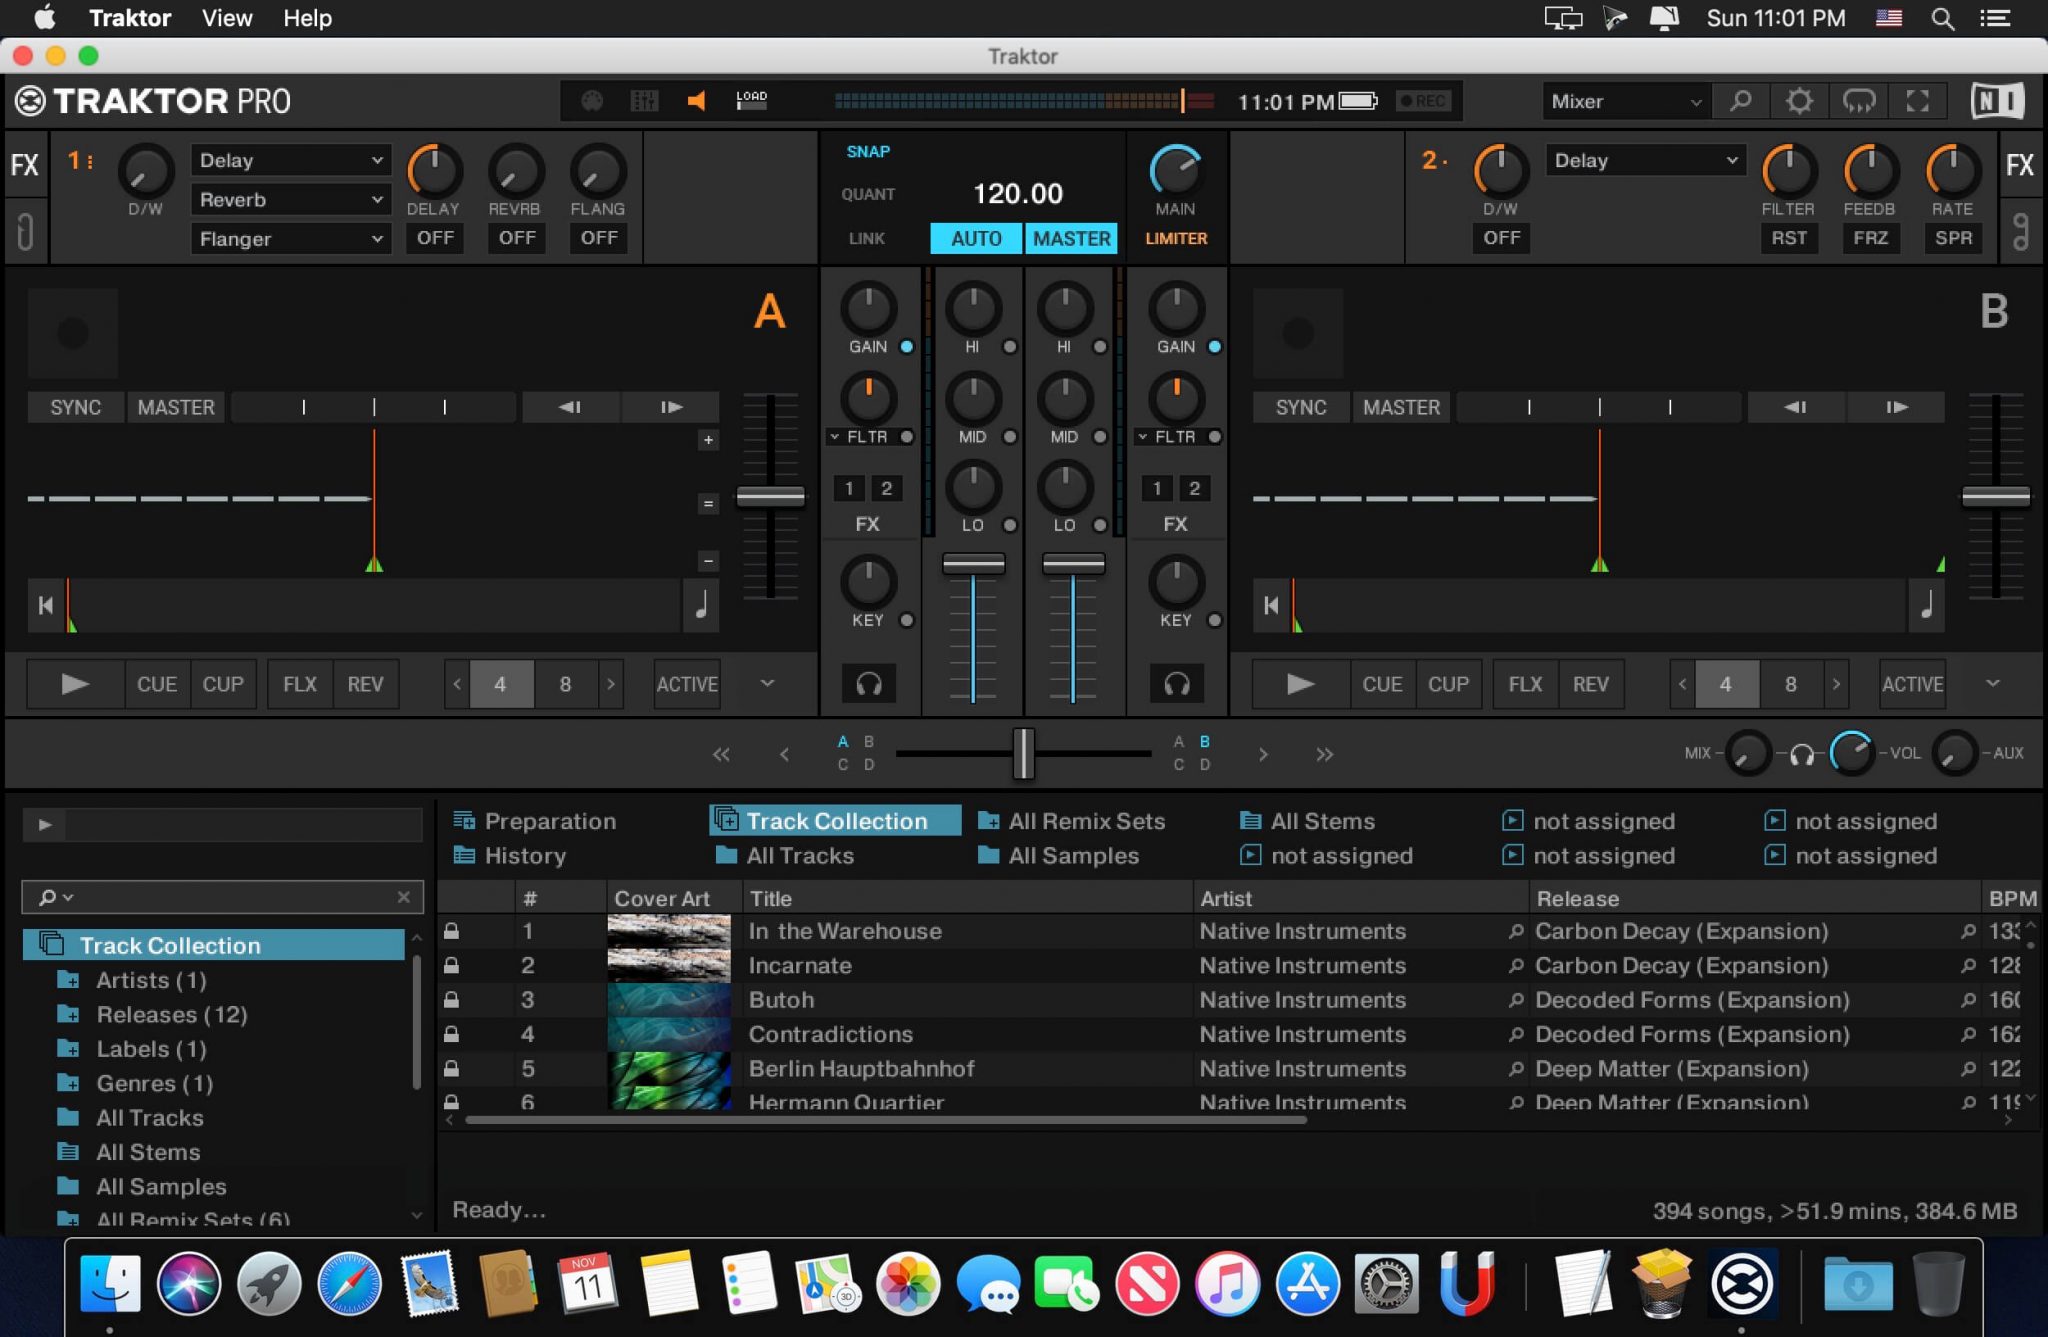 Traktor View Help Sun 11:01 PM
Traktor
TRAKTOR PRO LOAD 11:01 PM REC Mixer NI
FX 1 Delay SNAP 2 Delay FX
Reverb QUANT 120.00
D/W DELAY REVRB FLANG MAIN D/W FILTER FEEDB RATE
Flanger OFF OFF OFF LINK AUTO MASTER LIMITER OFF RST FRZ SPR
A B
GAIN HI HI GAIN
SYNC MASTER SYNC MASTER
FLTR MID MID FLTR
+
1 2 1 2
=
FX LO LO FX
−
KEY KEY
CUE CUP FLX REV < 4 8 > ACTIVE CUE CUP FLX REV < 4 8 > ACTIVE
A B A B
C D C D
MIX VOL AUX
Preparation Track Collection All Remix Sets All Stems not assigned not assigned
History All Tracks All Samples not assigned not assigned not assigned
# Cover Art Title Artist Release BPM
1 In the Warehouse Native Instruments Carbon Decay (Expansion)
2 Incarnate Native Instruments Carbon Decay (Expansion)
3 Butoh Native Instruments Decoded Forms (Expansion)
4 Contradictions Native Instruments Decoded Forms (Expansion)
5 Berlin Hauptbahnhof Native Instruments Deep Matter (Expansion)
6 Hermann Quartier Native Instruments Deep Matter (Expansion)
Track Collection
Artists (1)
Releases (12)
Labels (1)
Genres (1)
All Tracks
All Stems
All Samples
All Remix Sets (6)
Ready... 394 songs, >51.9 mins, 384.6 MB
NOV
11
3D